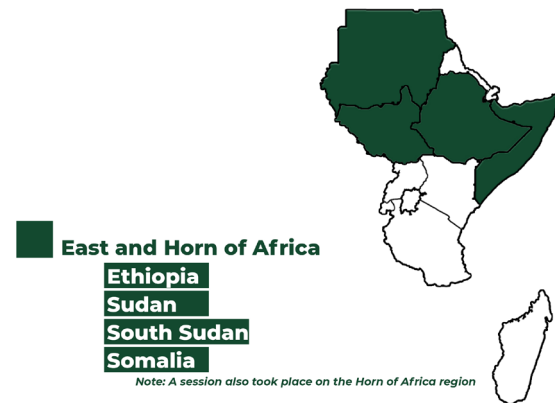 East and Horn of Africa
Ethiopia
Sudan
South Sudan
Somalia
Note: A session also took place on the Horn of Africa region